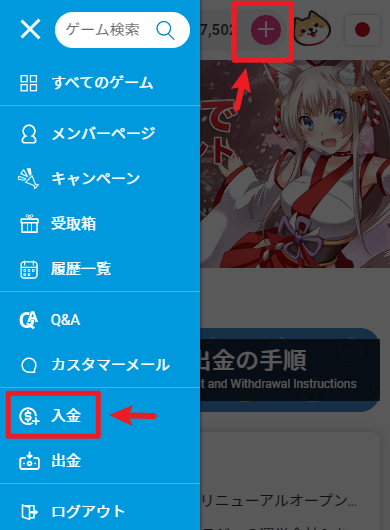 ゲーム検索
7,502
すべてのゲーム
メンバーページ
キャンペーン
受取箱
履歴一覧
Q&A
カスタマーメール
入金
出金
ログアウト
で
ント
出金の手順
t and Withdrawal Instructions
リニューアルオープン...